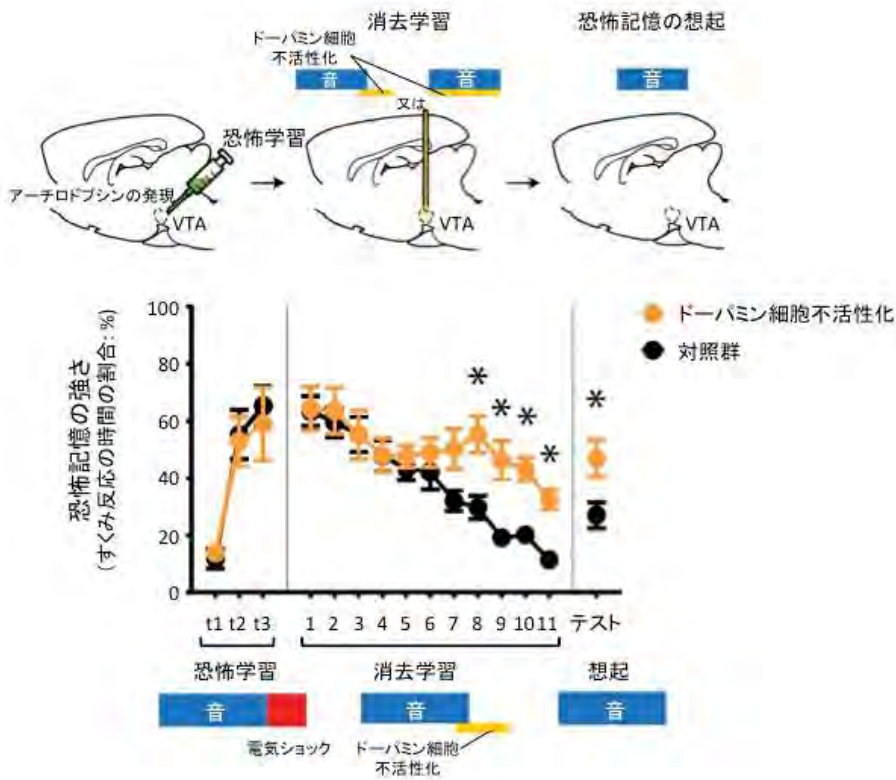 消去学習
恐怖記憶の想起
ドーパミン細胞
不活性化
音
音
音
又は
恐怖学習
アーチロドプシンの発現
VTA
VTA
VTA
恐怖記憶の強さ
(すくみ反応の時間の割合: %)
100
80
60
40
20
0
ドーパミン細胞不活性化
対照群
*
*
*
*
*
t1 t2 t3
1 2 3 4 5 6 7 8 9 10 11
テスト
恐怖学習
消去学習
想起
音
音
音
電気ショック
ドーパミン細胞
不活性化